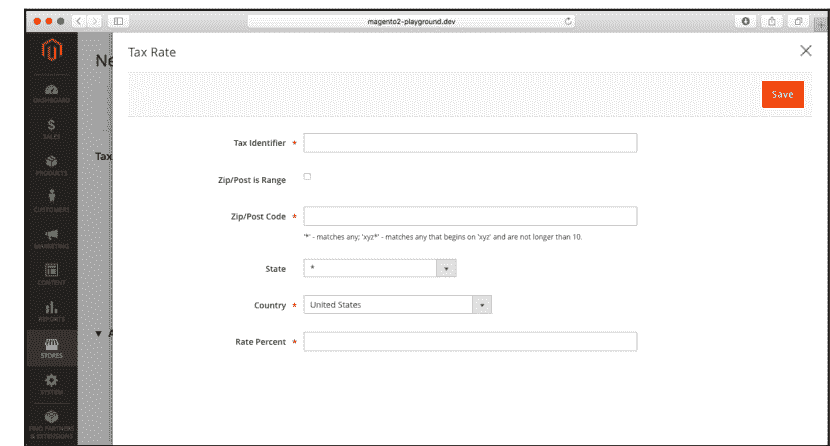 magento2-playground.dev
Ne
Tax Rate
Save
DASHBOARD
SALES
Tax
PRODUCTS
CUSTOMERS
MARKETING
CONTENT
REPORTS
A
STORES
SYSTEM
FIND PARTNERS
& EXTENSIONS
Tax Identifier *
Zip/Post is Range
Zip/Post Code *
'*' - matches any; 'xyz*' - matches any that begins on 'xyz' and are not longer than 10.
State *
Country * United States
Rate Percent *